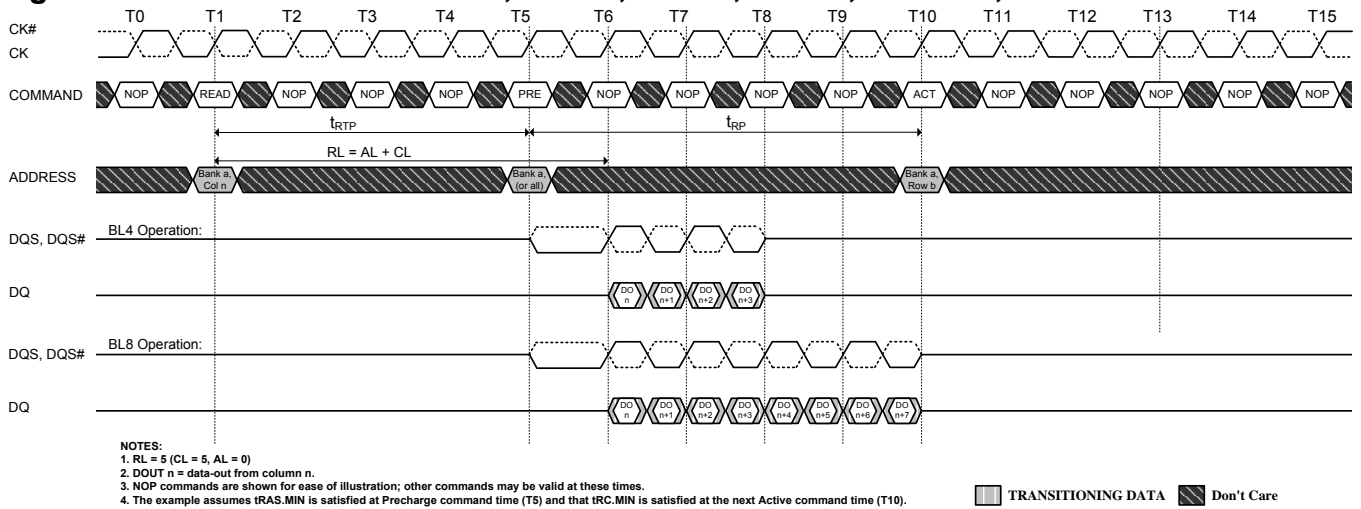 T0 T1 T2 T3 T4 T5 T6 T7 T8 T9 T10 T11 T12 T13 T14 T15
CK#
CK
COMMAND NOP READ NOP NOP NOP PRE NOP NOP NOP NOP ACT NOP NOP NOP NOP NOP
tRTP tRP
RL = AL + CL
ADDRESS Bank a, Col n Bank a, (or all) Bank a, Row b
BL4 Operation:
DQS, DQS#
DQ DO n DO n+1 DO n+2 DO n+3
BL8 Operation:
DQS, DQS#
DQ DO n DO n+1 DO n+2 DO n+3 DO n+4 DO n+5 DO n+6 DO n+7
NOTES:
1. RL = 5 (CL = 5, AL = 0)
2. DOUT n = data-out from column n.
3. NOP commands are shown for ease of illustration; other commands may be valid at these times.
4. The example assumes tRAS.MIN is satisfied at Precharge command time (T5) and that tRC.MIN is satisfied at the next Active command time (T10).
TRANSITIONING DATA Don't Care